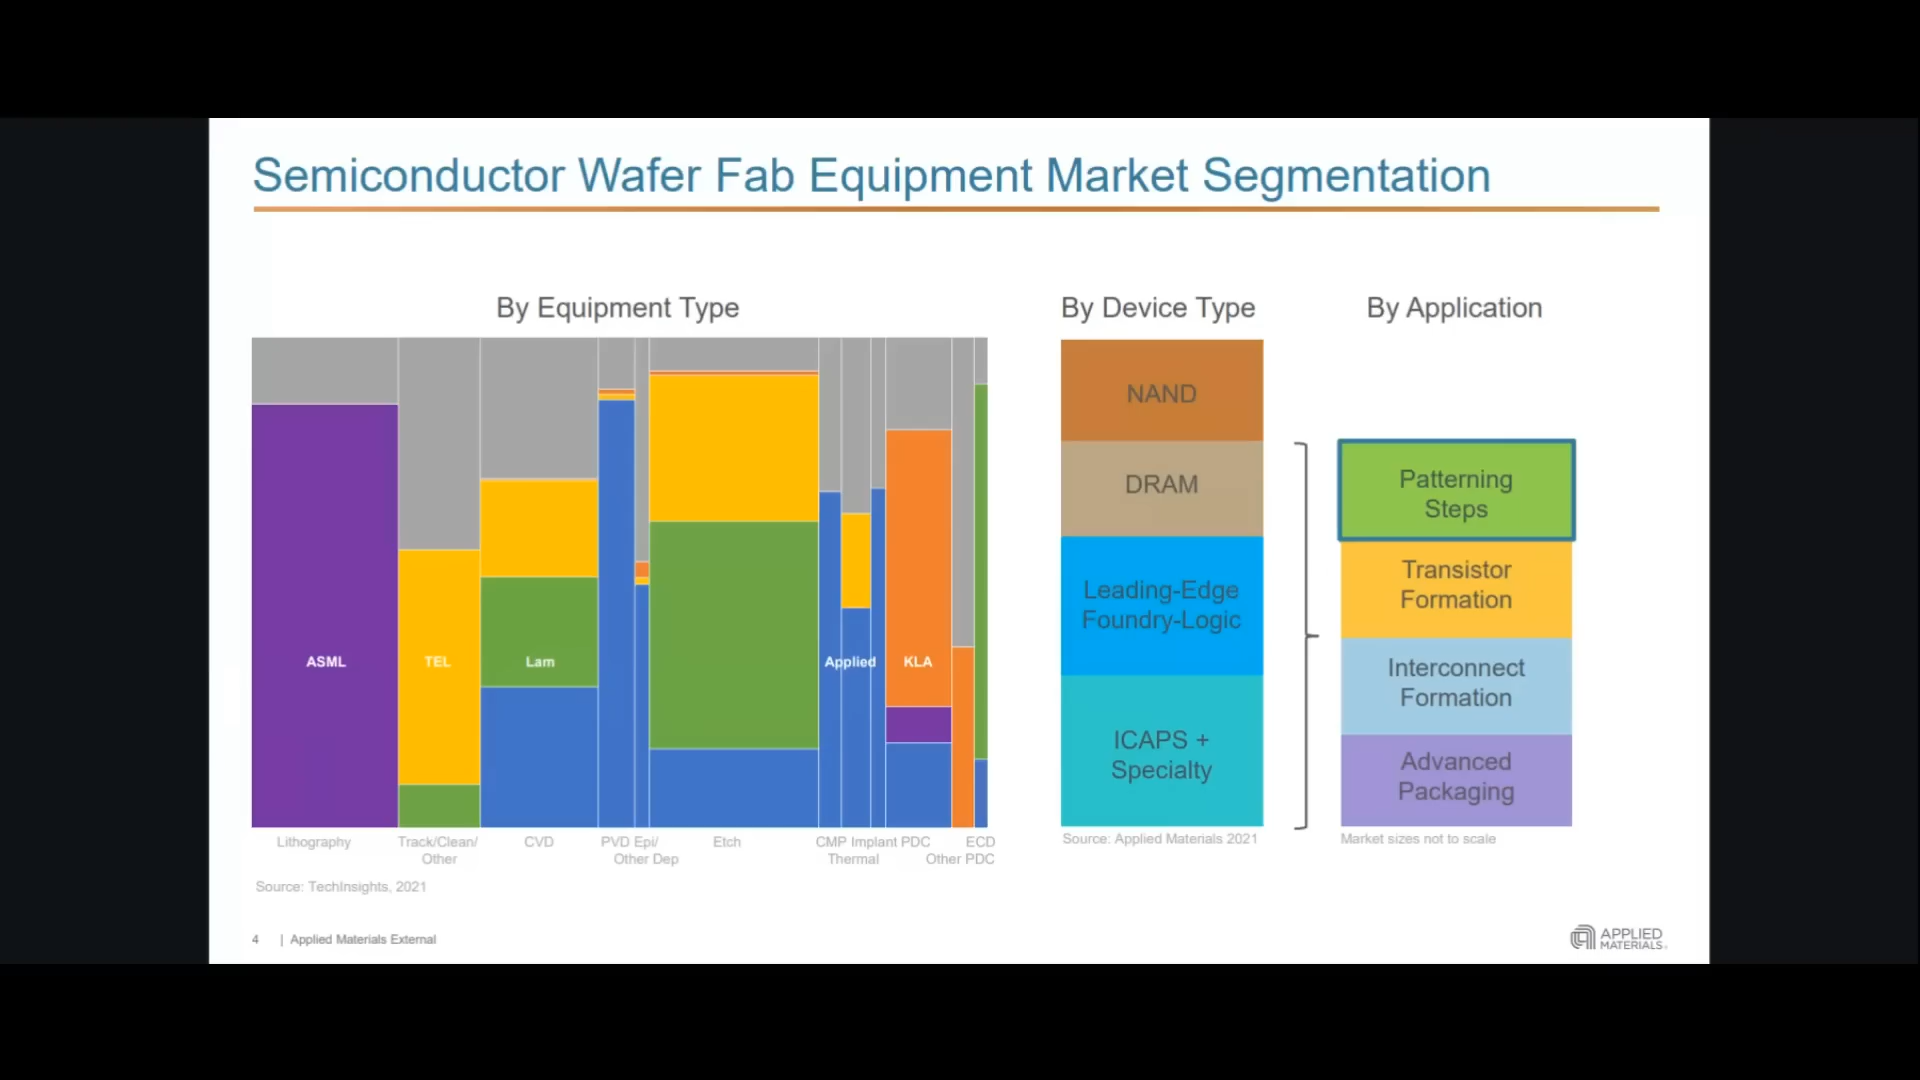 Semiconductor Wafer Fab Equipment Market Segmentation
By Equipment Type
ASML
TEL
Lam
Applied
KLA
Lithography
Track/Clean/
Other
CVD
PVD Epi/
Other Dep
Etch
CMP Implant PDC
Thermal
ECD
Other PDC
Source: TechInsights, 2021
By Device Type
NAND
DRAM
Leading-Edge
Foundry-Logic
ICAPS +
Specialty
Source: Applied Materials 2021
By Application
Patterning
Steps
Transistor
Formation
Interconnect
Formation
Advanced
Packaging
Market sizes not to scale
4 | Applied Materials External
APPLIED
MATERIALS